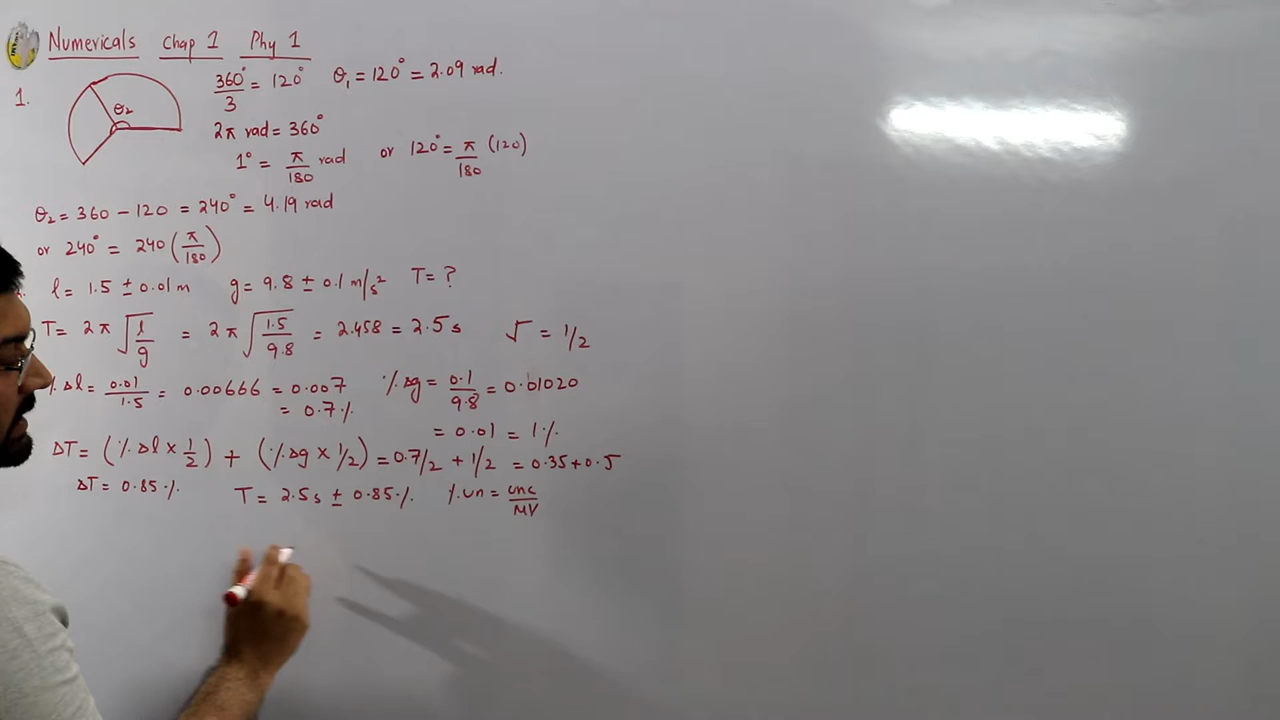 Numericals Chap 1 Phy 1
1. θ₂ 360°/3 = 120° θ₁ = 120° = 2.09 rad.
2π rad = 360°
1° = π/180 rad or 120° = π/180 (120)
θ₂ = 360 − 120 = 240° = 4.19 rad
or 240° = 240 (π/180)
l = 1.5 ± 0.01 m g = 9.8 ± 0.1 m/s² T = ?
T = 2π √(l/g) = 2π √(1.5/9.8) = 2.458 = 2.5 s √ = 1/2
%Δl = 0.01/1.5 = 0.00666 = 0.007 %Δg = 0.1/9.8 = 0.01020
= 0.7% = 0.01 = 1%
ΔT = (%Δl × 1/2) + (%Δg × 1/2) = 0.7/2 + 1/2 = 0.35 + 0.5
ΔT = 0.85% T = 2.5 s ± 0.85% %un = unc/MV